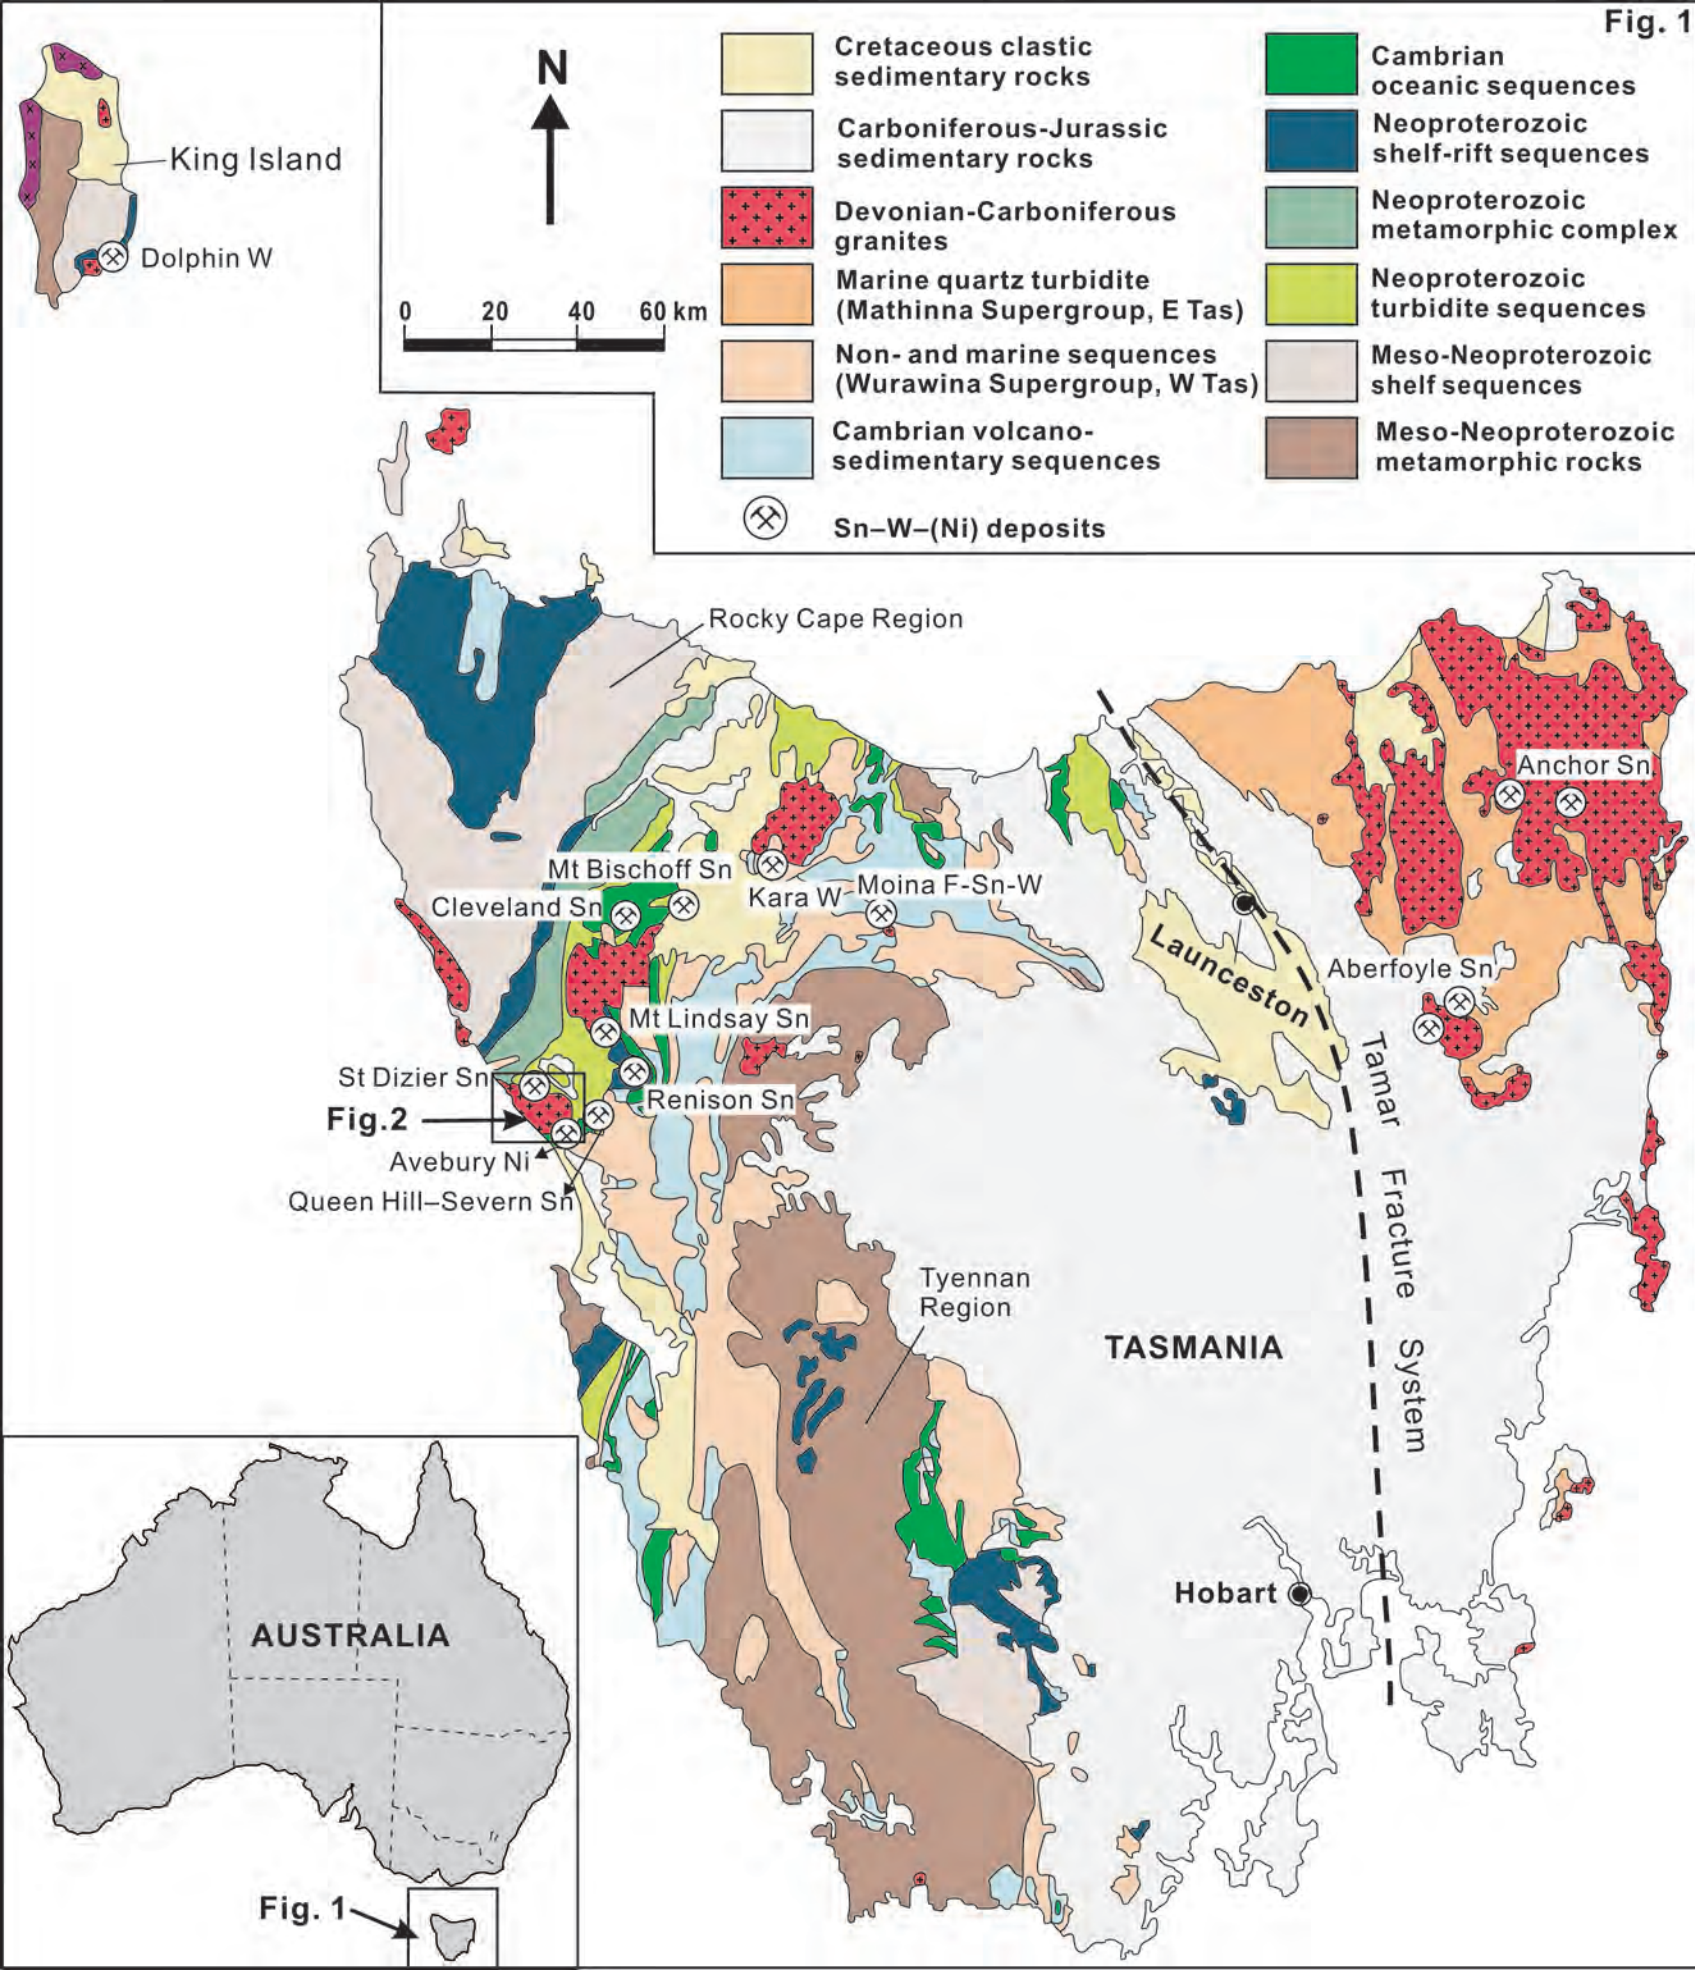 Fig. 1
N
0 20 40 60 km
Cretaceous clastic
sedimentary rocks
Carboniferous-Jurassic
sedimentary rocks
Devonian-Carboniferous
granites
Marine quartz turbidite
(Mathinna Supergroup, E Tas)
Non- and marine sequences
(Wurawina Supergroup, W Tas)
Cambrian volcano-
sedimentary sequences
Sn–W–(Ni) deposits
Cambrian
oceanic sequences
Neoproterozoic
shelf-rift sequences
Neoproterozoic
metamorphic complex
Neoproterozoic
turbidite sequences
Meso-Neoproterozoic
shelf sequences
Meso-Neoproterozoic
metamorphic rocks
King Island
Dolphin W
Rocky Cape Region
Anchor Sn
Mt Bischoff Sn
Kara W
Moina F-Sn-W
Cleveland Sn
Launceston
Aberfoyle Sn
Mt Lindsay Sn
St Dizier Sn
Renison Sn
Fig.2
Avebury Ni
Queen Hill–Severn Sn
Tamar Fracture System
Tyennan
Region
TASMANIA
Hobart
AUSTRALIA
Fig. 1